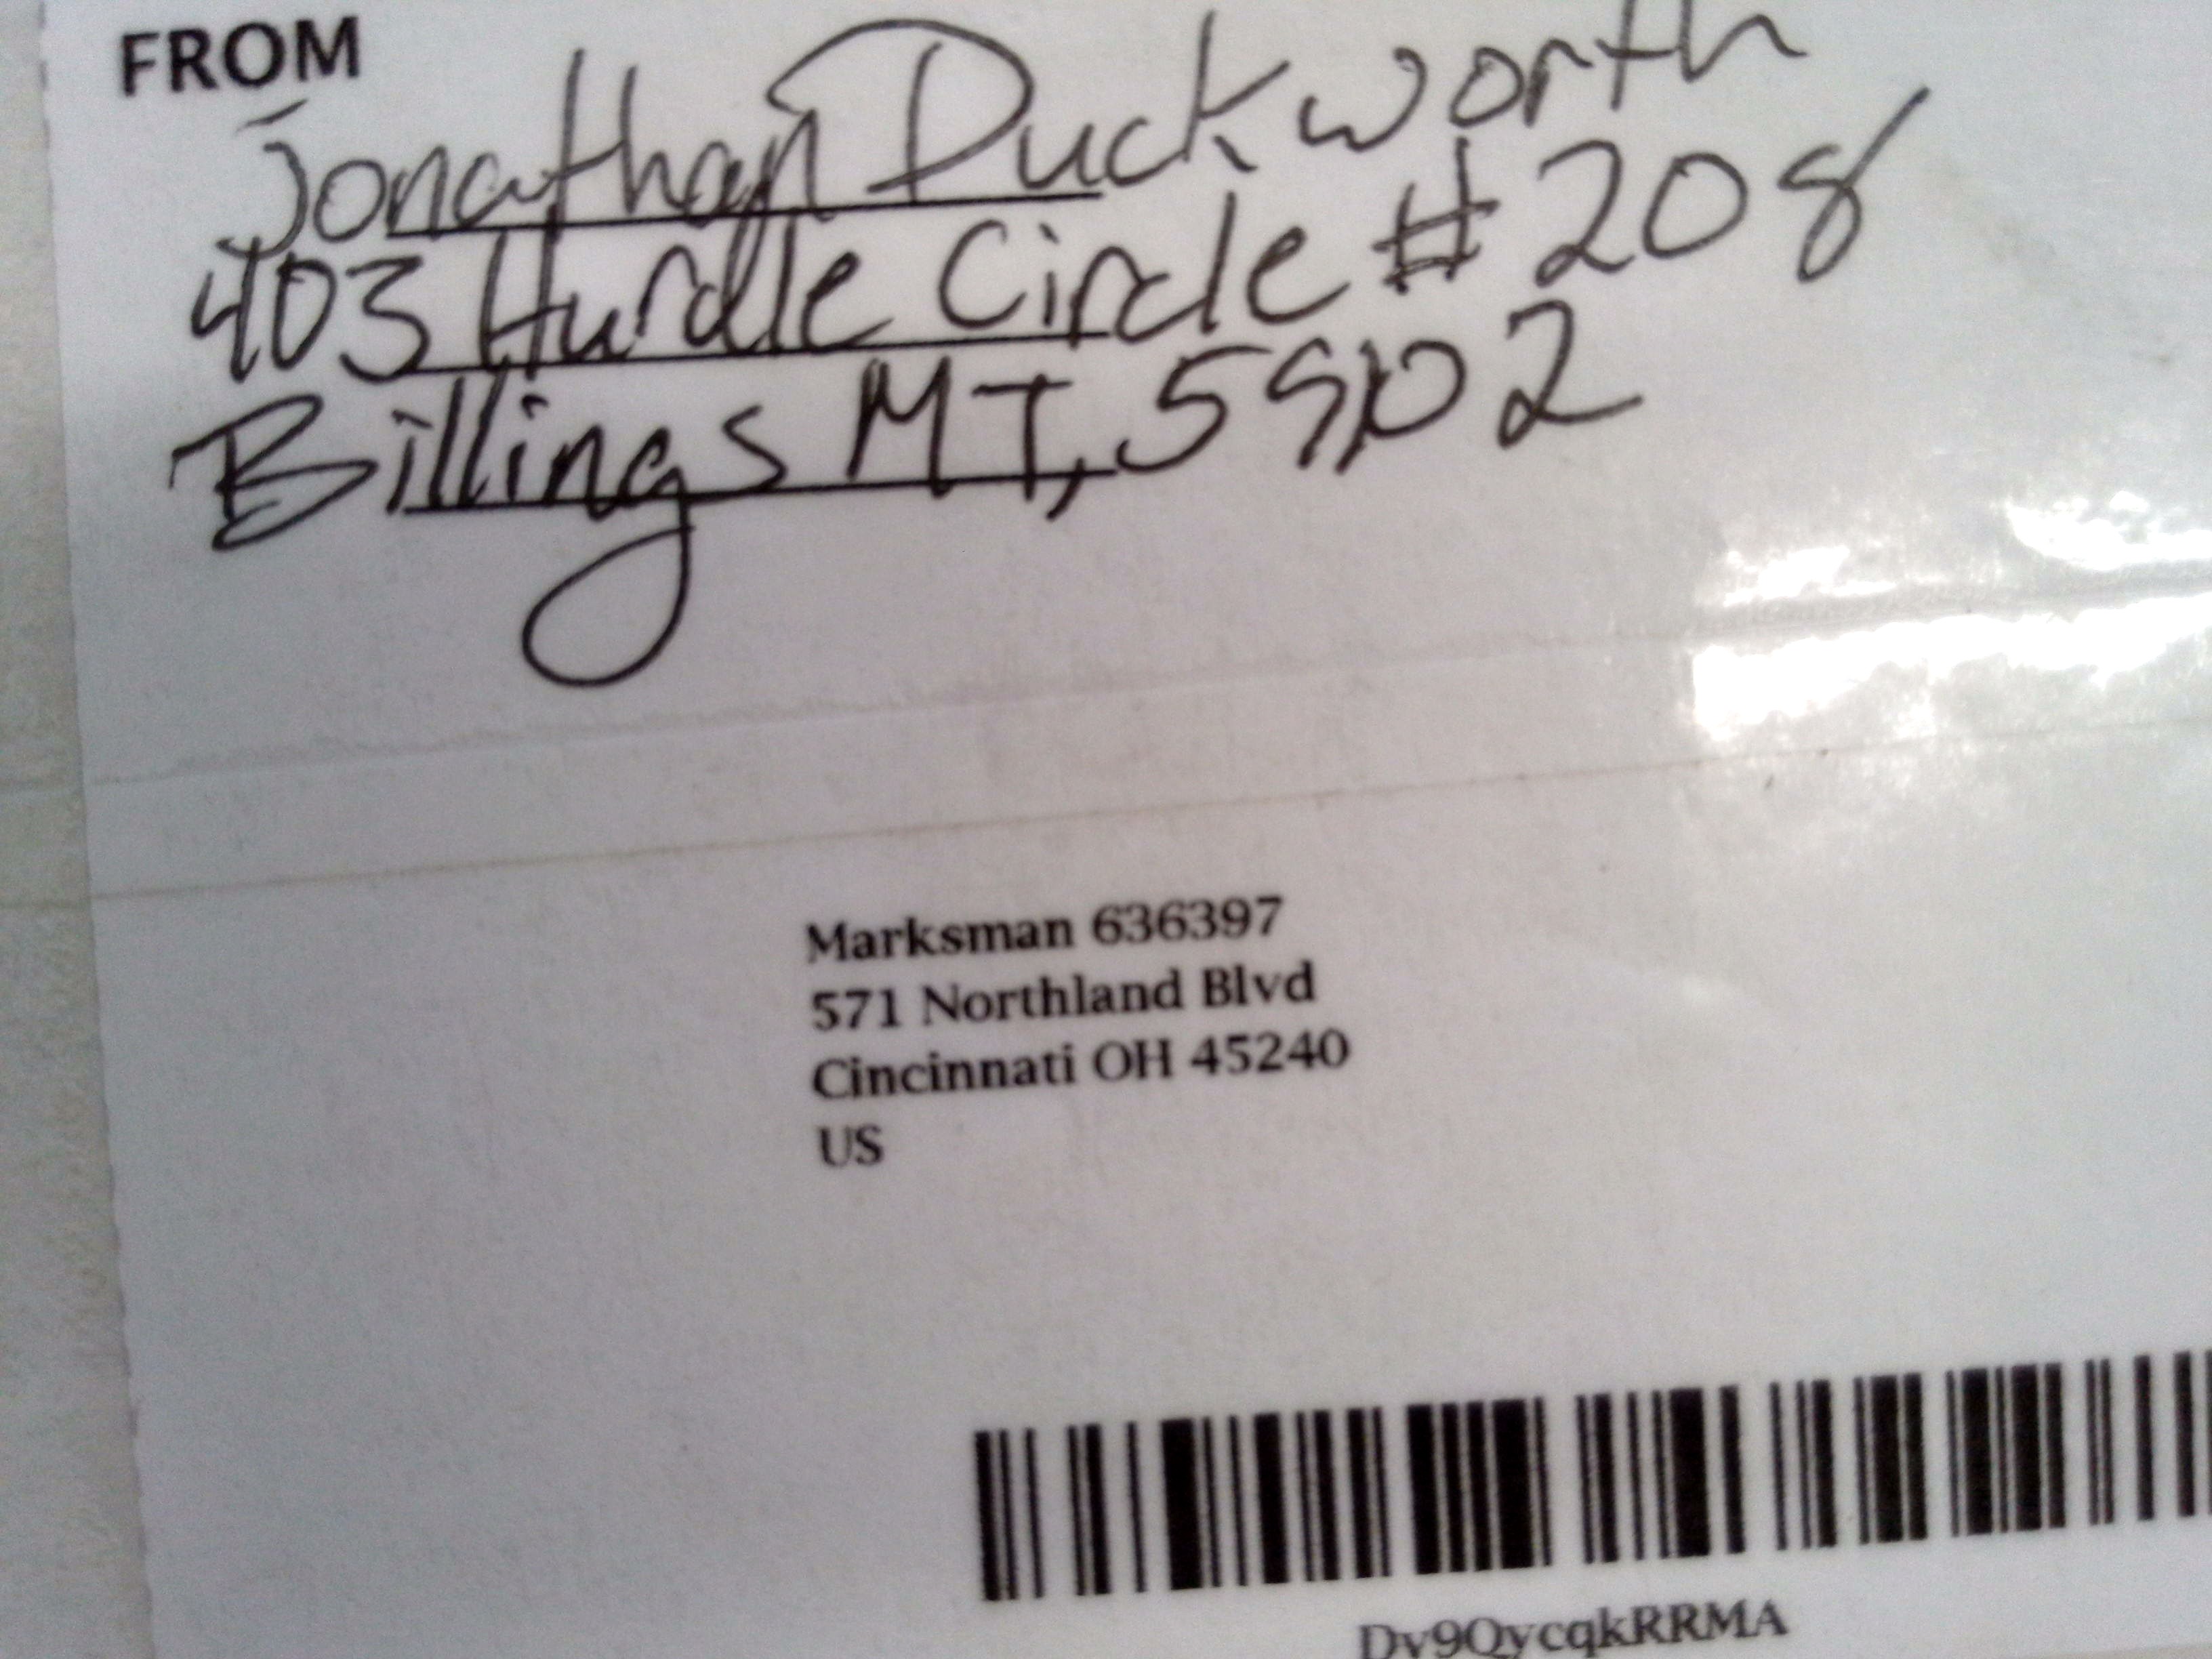 FROM
Jonathan Duckworth
403 Hurdle Circle #208
Billings MT, 59102
Marksman 636397
571 Northland Blvd
Cincinnati OH 45240
US
Dv9QycqkRRMA